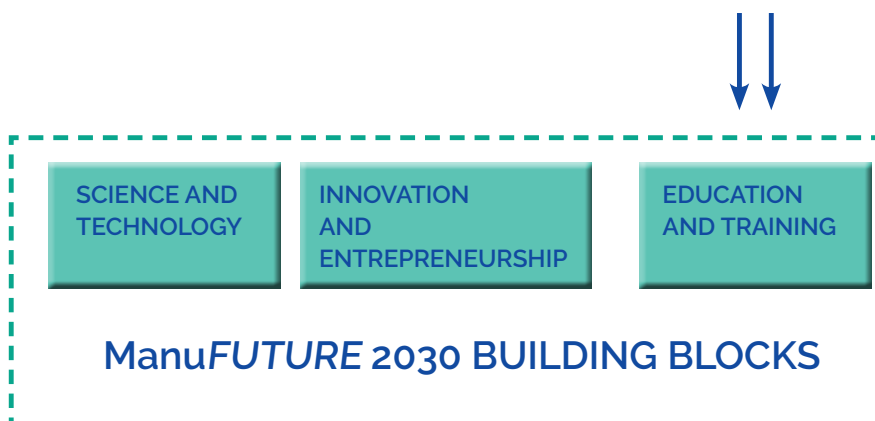 SCIENCE AND
TECHNOLOGY
INNOVATION
AND
ENTREPRENEURSHIP
EDUCATION
AND TRAINING
ManuFUTURE 2030 BUILDING BLOCKS